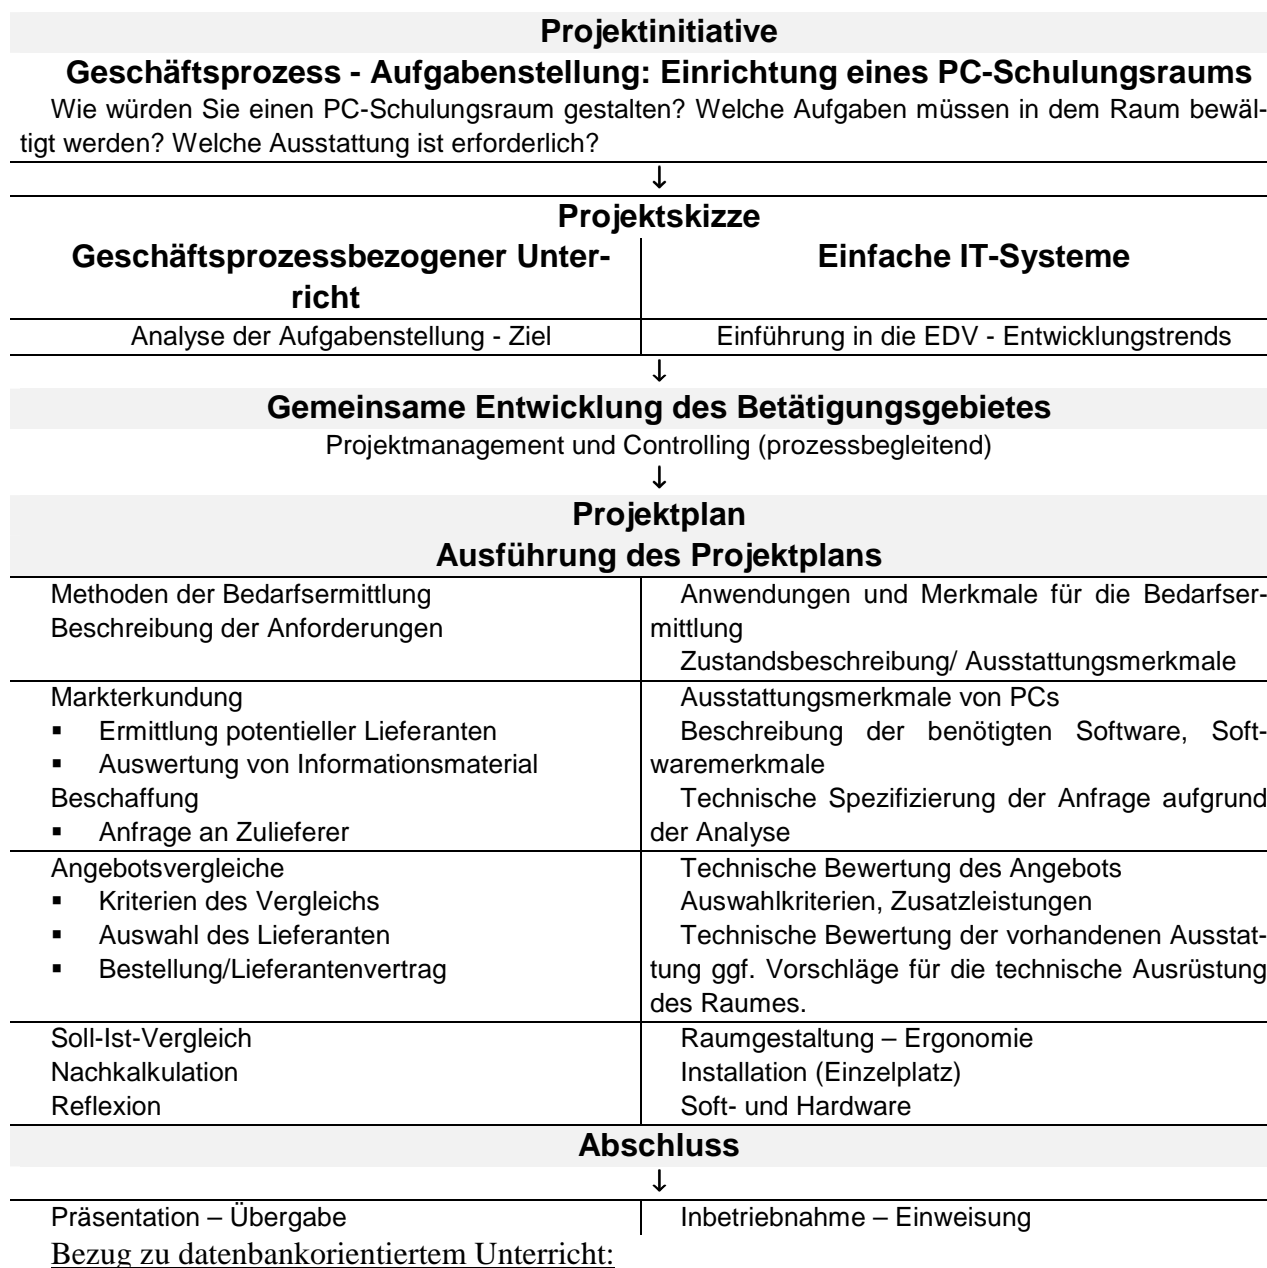 Projektinitiative
Geschäftsprozess - Aufgabenstellung: Einrichtung eines PC-Schulungsraums
Wie würden Sie einen PC-Schulungsraum gestalten? Welche Aufgaben müssen in dem Raum bewäl-
tigt werden? Welche Ausstattung ist erforderlich?
↓
Projektskizze
Geschäftsprozessbezogener Unter-
richt
Einfache IT-Systeme
Analyse der Aufgabenstellung - Ziel
Einführung in die EDV - Entwicklungstrends
↓
Gemeinsame Entwicklung des Betätigungsgebietes
Projektmanagement und Controlling (prozessbegleitend)
↓
Projektplan
Ausführung des Projektplans
Methoden der Bedarfsermittlung
Beschreibung der Anforderungen
Anwendungen und Merkmale für die Bedarfser-
mittlung
Zustandsbeschreibung/ Ausstattungsmerkmale
Markterkundung
▪ Ermittlung potentieller Lieferanten
▪ Auswertung von Informationsmaterial
Beschaffung
▪ Anfrage an Zulieferer
Ausstattungsmerkmale von PCs
Beschreibung der benötigten Software, Soft-
waremerkmale
Technische Spezifizierung der Anfrage aufgrund
der Analyse
Angebotsvergleiche
▪ Kriterien des Vergleichs
▪ Auswahl des Lieferanten
▪ Bestellung/Lieferantenvertrag
Technische Bewertung des Angebots
Auswahlkriterien, Zusatzleistungen
Technische Bewertung der vorhandenen Ausstat-
tung ggf. Vorschläge für die technische Ausrüstung
des Raumes.
Soll-Ist-Vergleich
Nachkalkulation
Reflexion
Raumgestaltung – Ergonomie
Installation (Einzelplatz)
Soft- und Hardware
Abschluss
↓
Präsentation – Übergabe
Inbetriebnahme – Einweisung
Bezug zu datenbankorientiertem Unterricht: